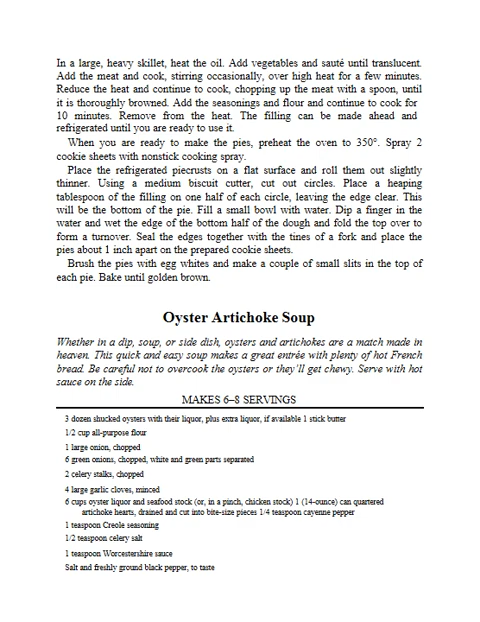 In a large, heavy skillet, heat the oil. Add vegetables and sauté until translucent.
Add the meat and cook, stirring occasionally, over high heat for a few minutes.
Reduce the heat and continue to cook, chopping up the meat with a spoon, until
it is thoroughly browned. Add the seasonings and flour and continue to cook for
10 minutes. Remove from the heat. The filling can be made ahead and
refrigerated until you are ready to use it.
When you are ready to make the pies, preheat the oven to 350°. Spray 2
cookie sheets with nonstick cooking spray.
Place the refrigerated piecrusts on a flat surface and roll them out slightly
thinner. Using a medium biscuit cutter, cut out circles. Place a heaping
tablespoon of the filling on one half of each circle, leaving the edge clear. This
will be the bottom of the pie. Fill a small bowl with water. Dip a finger in the
water and wet the edge of the bottom half of the dough and fold the top over to
form a turnover. Seal the edges together with the tines of a fork and place the
pies about 1 inch apart on the prepared cookie sheets.
Brush the pies with egg whites and make a couple of small slits in the top of
each pie. Bake until golden brown.
Oyster Artichoke Soup
Whether in a dip, soup, or side dish, oysters and artichokes are a match made in
heaven. This quick and easy soup makes a great entrée with plenty of hot French
bread. Be careful not to overcook the oysters or they'll get chewy. Serve with hot
sauce on the side.
MAKES 6–8 SERVINGS
3 dozen shucked oysters with their liquor, plus extra liquor, if available 1 stick butter
1/2 cup all-purpose flour
1 large onion, chopped
6 green onions, chopped, white and green parts separated
2 celery stalks, chopped
4 large garlic cloves, minced
6 cups oyster liquor and seafood stock (or, in a pinch, chicken stock) 1 (14-ounce) can quartered
artichoke hearts, drained and cut into bite-size pieces 1/4 teaspoon cayenne pepper
1 teaspoon Creole seasoning
1/2 teaspoon celery salt
1 teaspoon Worcestershire sauce
Salt and freshly ground black pepper, to taste